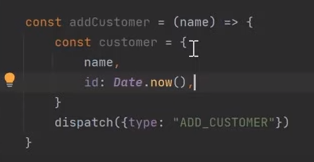 const addCustomer = (name) => {
    const customer = {
        name,
        id: Date.now(),
    }
    dispatch({type: "ADD_CUSTOMER"})
}